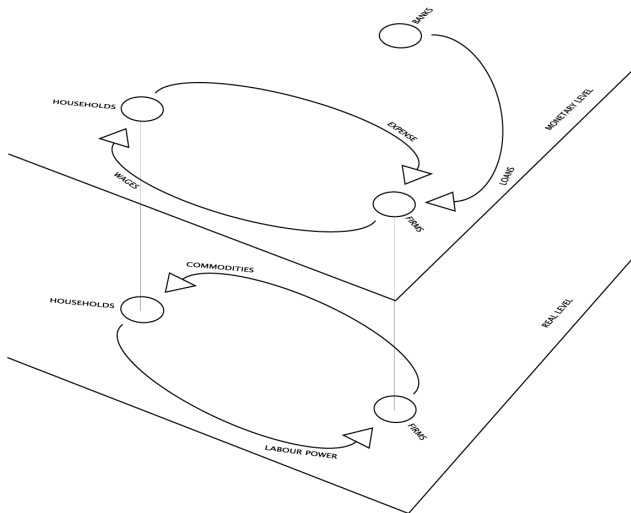 BANKS
HOUSEHOLDS
EXPENSE
MONETARY LEVEL
WAGES
LOANS
FIRMS
COMMODITIES
HOUSEHOLDS
REAL LEVEL
FIRMS
LABOUR POWER